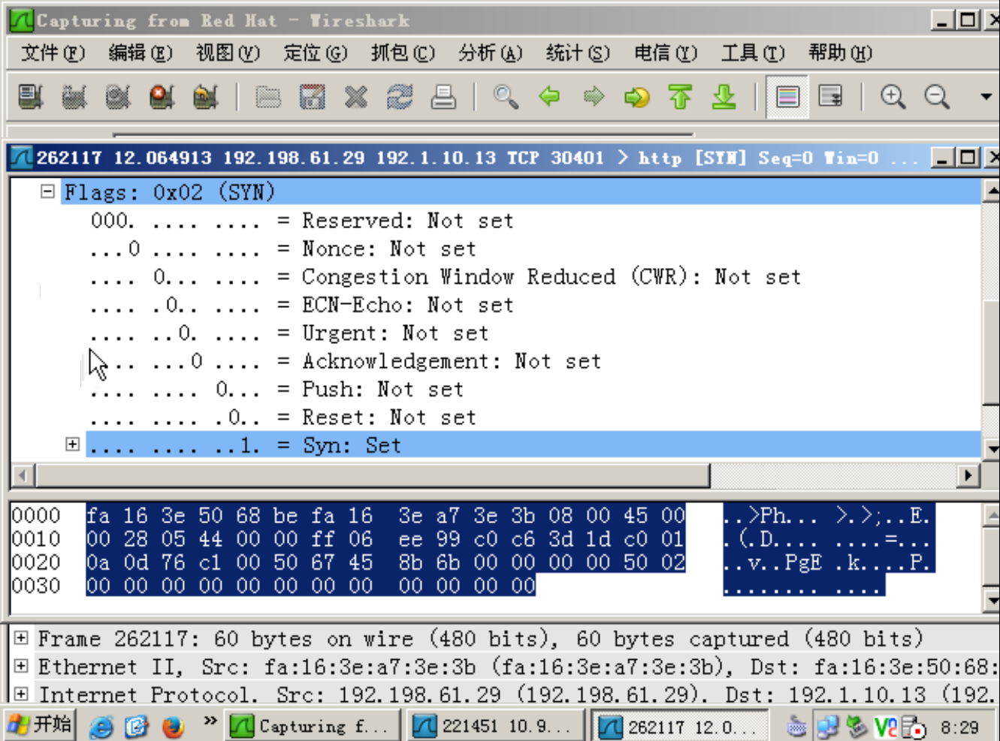 Capturing from Red Hat - Wireshark
文件(F) 编辑(E) 视图(V) 定位(G) 抓包(C) 分析(A) 统计(S) 电信(Y) 工具(T) 帮助(H)
262117 12.064913 192.198.61.29 192.1.10.13 TCP 30401 > http [SYN] Seq=0 Win=0 ...
Flags: 0x02 (SYN)
000. .... .... = Reserved: Not set
...0 .... .... = Nonce: Not set
.... 0... .... = Congestion Window Reduced (CWR): Not set
.... .0.. .... = ECN-Echo: Not set
.... ..0. .... = Urgent: Not set
.... ...0 .... = Acknowledgement: Not set
.... .... 0... = Push: Not set
.... .... .0.. = Reset: Not set
.... .... ..1. = Syn: Set
0000 fa 16 3e 50 68 be fa 16 3e a7 3e 3b 08 00 45 00 ..>Ph... >.>;..E.
0010 00 28 05 44 00 00 ff 06 ee 99 c0 c6 3d 1d c0 01 .(.D.... ....=...
0020 0a 0d 76 c1 00 50 67 45 8b 6b 00 00 00 00 50 02 ..v..PgE .k....P.
0030 00 00 00 00 00 00 00 00 00 00 00 00 ........ ....
Frame 262117: 60 bytes on wire (480 bits), 60 bytes captured (480 bits)
Ethernet II, Src: fa:16:3e:a7:3e:3b (fa:16:3e:a7:3e:3b), Dst: fa:16:3e:50:68:
Internet Protocol, Src: 192.198.61.29 (192.198.61.29), Dst: 192.1.10.13 (192.
开始 » Capturing f... 221451 10.9... 262117 12.0... 8:29